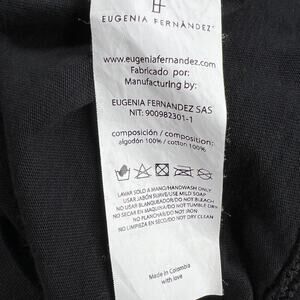 EUGENIA FERNÁNDEZ
www.eugeniafernandez.com
Fabricado por:
Manufacturing by:
EUGENIA FERNANDEZ SAS
NIT: 900982301-1
composición / composition:
algodón 100% / cotton 100%
LAVAR SOLO A MANO/HANDWASH ONLY
USAR JABÓN SUAVE/USE MILD SOAP
NO USAR BLANQUEADOR/DO NOT BLEACH
NO SECAR EN MAQUINA/DO NOT TUMBLE DRY
NO PLANCHAR/DO NOT IRON
NO LIMPIEZA EN SECO/DO NOT DRY CLEAN
Made in Colombia
with love